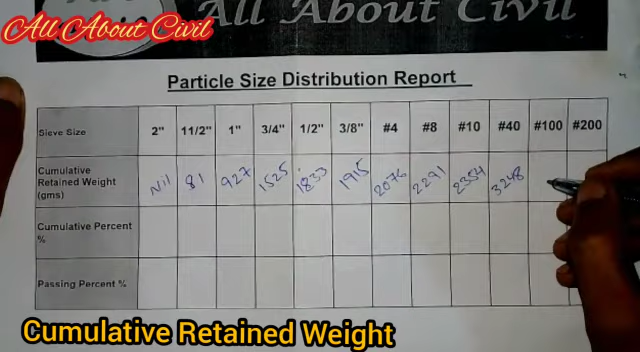 All About Civil
All About Civil
Particle Size Distribution Report
Sieve Size 2" 11/2" 1" 3/4" 1/2" 3/8" #4 #8 #10 #40 #100 #200
Cumulative Retained Weight (gms) Nil 81 927 1525 1833 1915 2076 2291 2354 3248
Cumulative Percent %
Passing Percent %
Cumulative Retained Weight